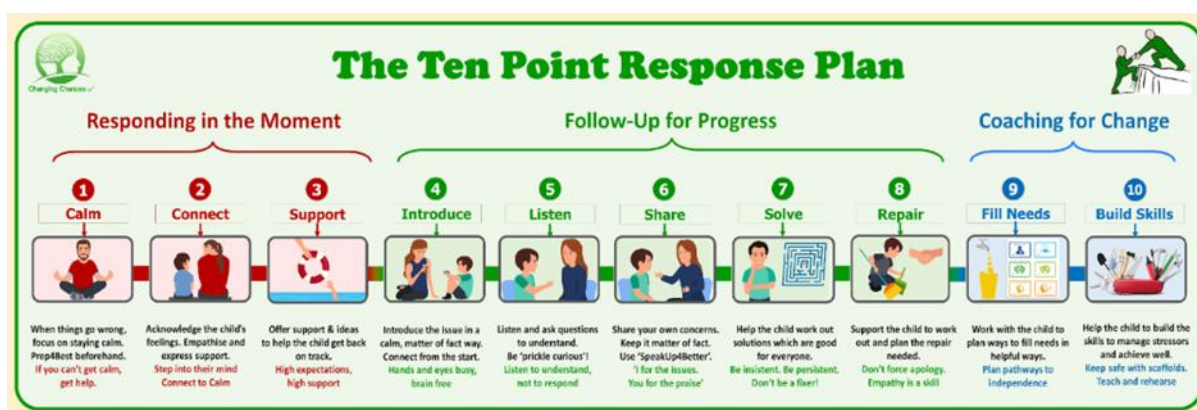 The Ten Point Response Plan
Changing Chances
Responding in the Moment
Follow-Up for Progress
Coaching for Change
1
Calm
When things go wrong,
focus on staying calm.
Prep4Best beforehand.
If you can't get calm,
get help.
2
Connect
Acknowledge the child's
feelings. Empathise and
express support.
Step into their mind
Connect to Calm
3
Support
Offer support & ideas
to help the child get back
on track.
High expectations,
high support
4
Introduce
Introduce the issue in a
calm, matter of fact way.
Connect from the start.
Hands and eyes busy,
brain free
5
Listen
Listen and ask questions
to understand.
Be 'prickle curious'!
Listen to understand,
not to respond
6
Share
Share your own concerns.
Keep it matter of fact.
Use 'SpeakUp4Better'.
'I for the issues.
You for the praise'
7
Solve
Help the child work out
solutions which are good
for everyone.
Be insistent. Be persistent.
Don't be a fixer!
8
Repair
Support the child to work
out and plan the repair
needed.
Don't force apology.
Empathy is a skill
9
Fill Needs
Work with the child to
plan ways to fill needs in
helpful ways.
Plan pathways to
independence
10
Build Skills
Help the child to build the
skills to manage stressors
and achieve well.
Keep safe with scaffolds.
Teach and rehearse